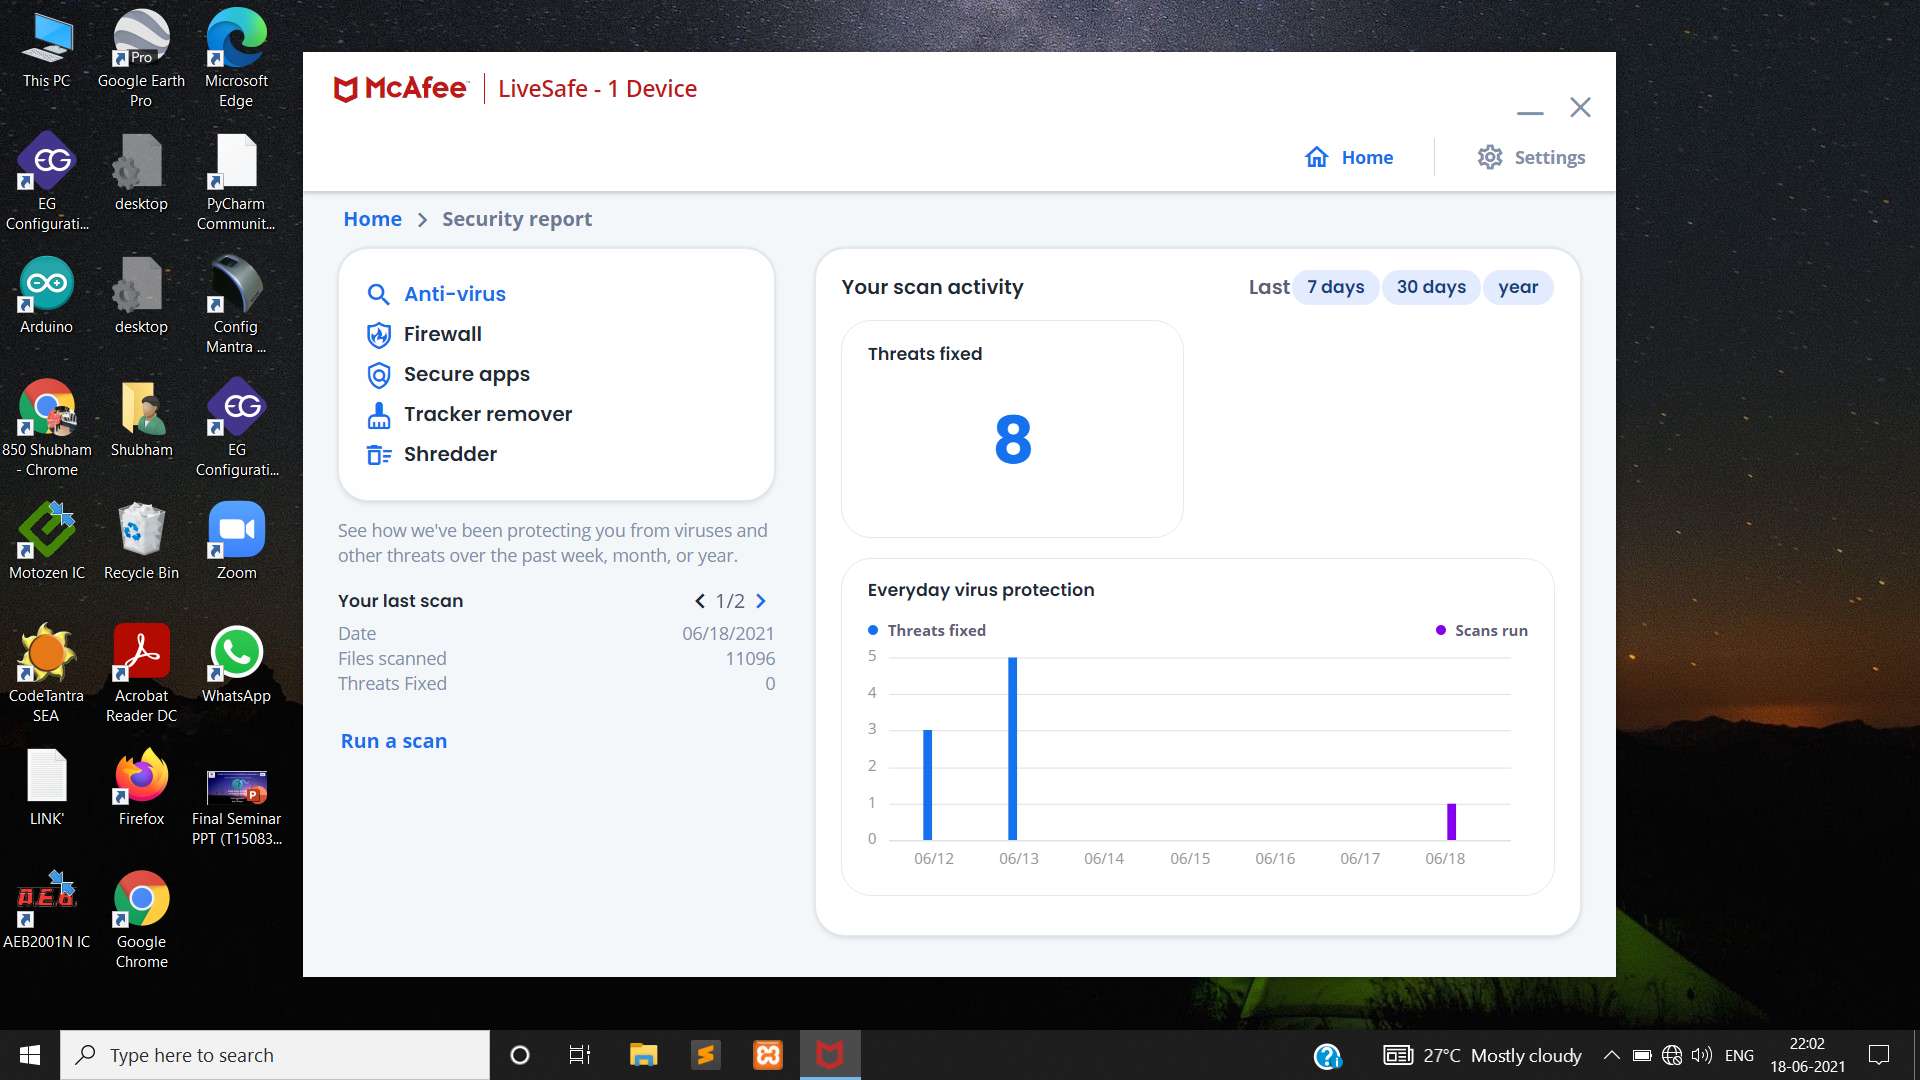 This PC
Google Earth
Pro
Microsoft
Edge
EG
Configurati...
desktop
PyCharm
Communit...
Arduino
desktop
Config
Mantra ...
850 Shubham
- Chrome
Shubham
EG
Configurati...
Motozen IC
Recycle Bin
Zoom
CodeTantra
SEA
Acrobat
Reader DC
WhatsApp
LINK'
Firefox
Final Seminar
PPT (T15083...
AEB2001N IC
Google
Chrome
McAfee
LiveSafe - 1 Device
Home
Settings
Home > Security report
Anti-virus
Firewall
Secure apps
Tracker remover
Shredder
See how we've been protecting you from viruses and
other threats over the past week, month, or year.
Your last scan 1/2
Date 06/18/2021
Files scanned 11096
Threats Fixed 0
Run a scan
Your scan activity
Last 7 days 30 days year
Threats fixed
8
Everyday virus protection
Threats fixed Scans run
5
4
3
2
1
0
06/12 06/13 06/14 06/15 06/16 06/17 06/18
Type here to search
27°C Mostly cloudy
ENG
22:02
18-06-2021